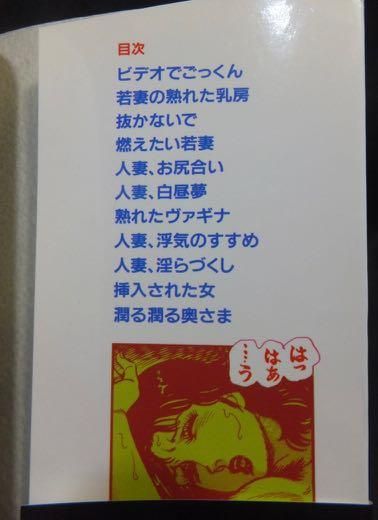 目次
ビデオでごっくん
若妻の熟れた乳房
抜かないで
燃えたい若妻
人妻、お尻合い
人妻、白昼夢
熟れたヴァギナ
人妻、浮気のすすめ
人妻、淫らづくし
挿入された女
潤る潤る奥さま
はっ
はぁ
…う